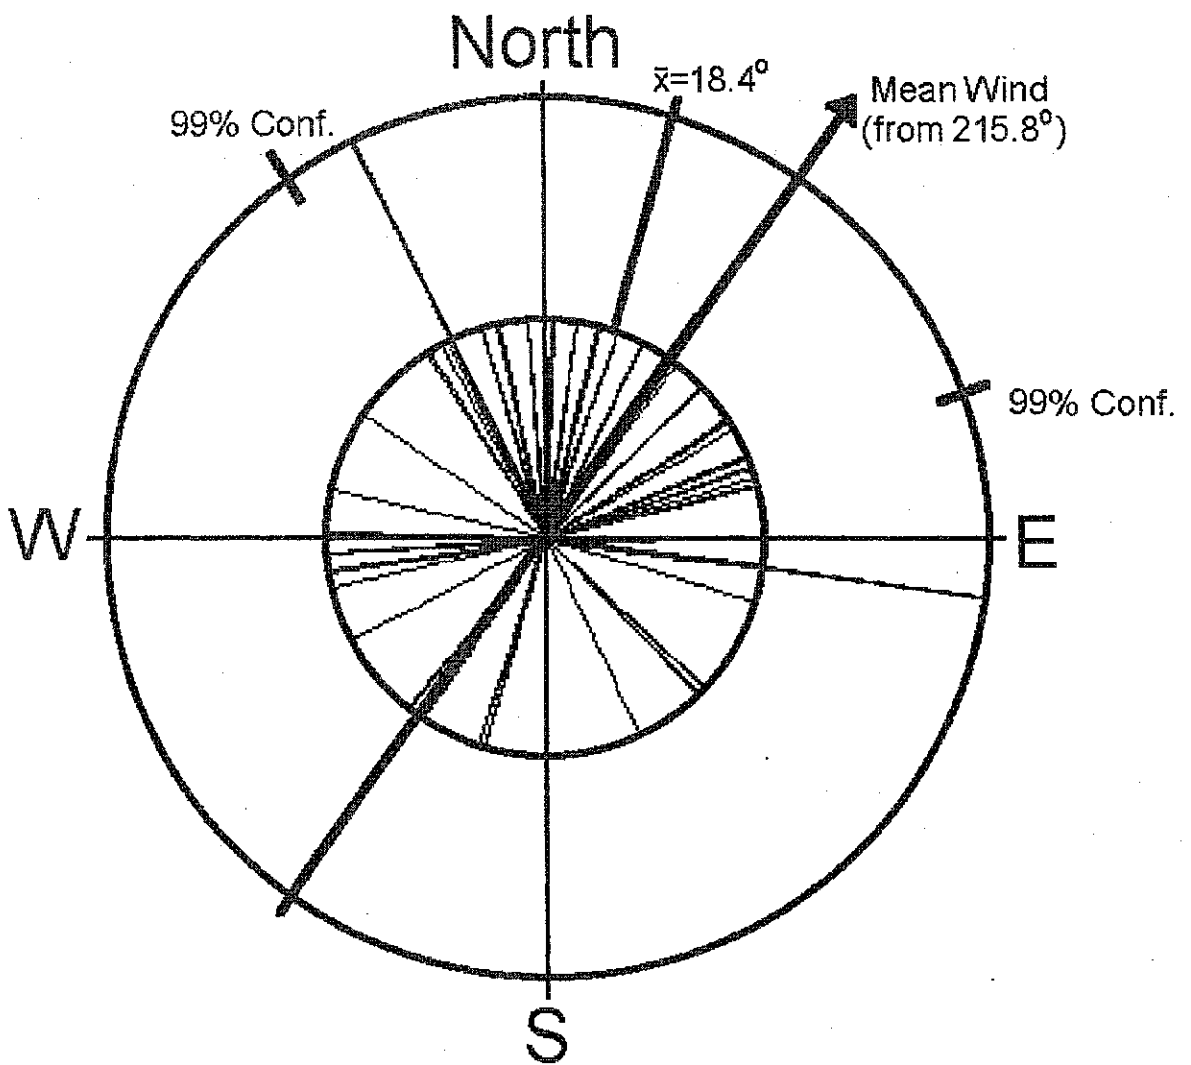 North
x̄=18.4°
Mean Wind
(from 215.8°)
99% Conf.
99% Conf.
W
E
S